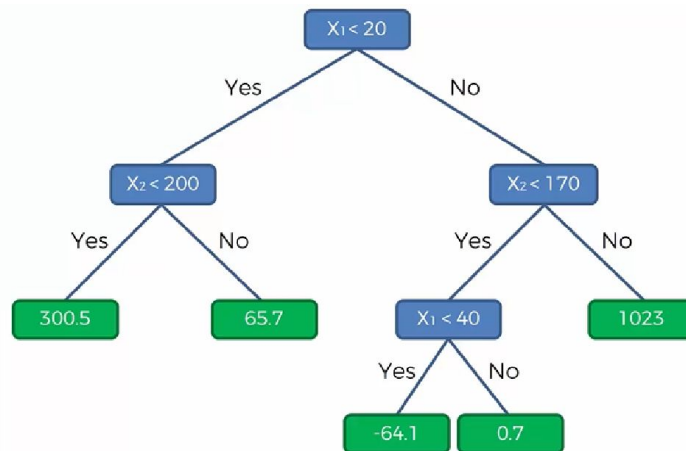 X₁ < 20
Yes
No
X₂ < 200
X₂ < 170
Yes
No
Yes
No
300.5
65.7
X₁ < 40
1023
Yes
No
-64.1
0.7